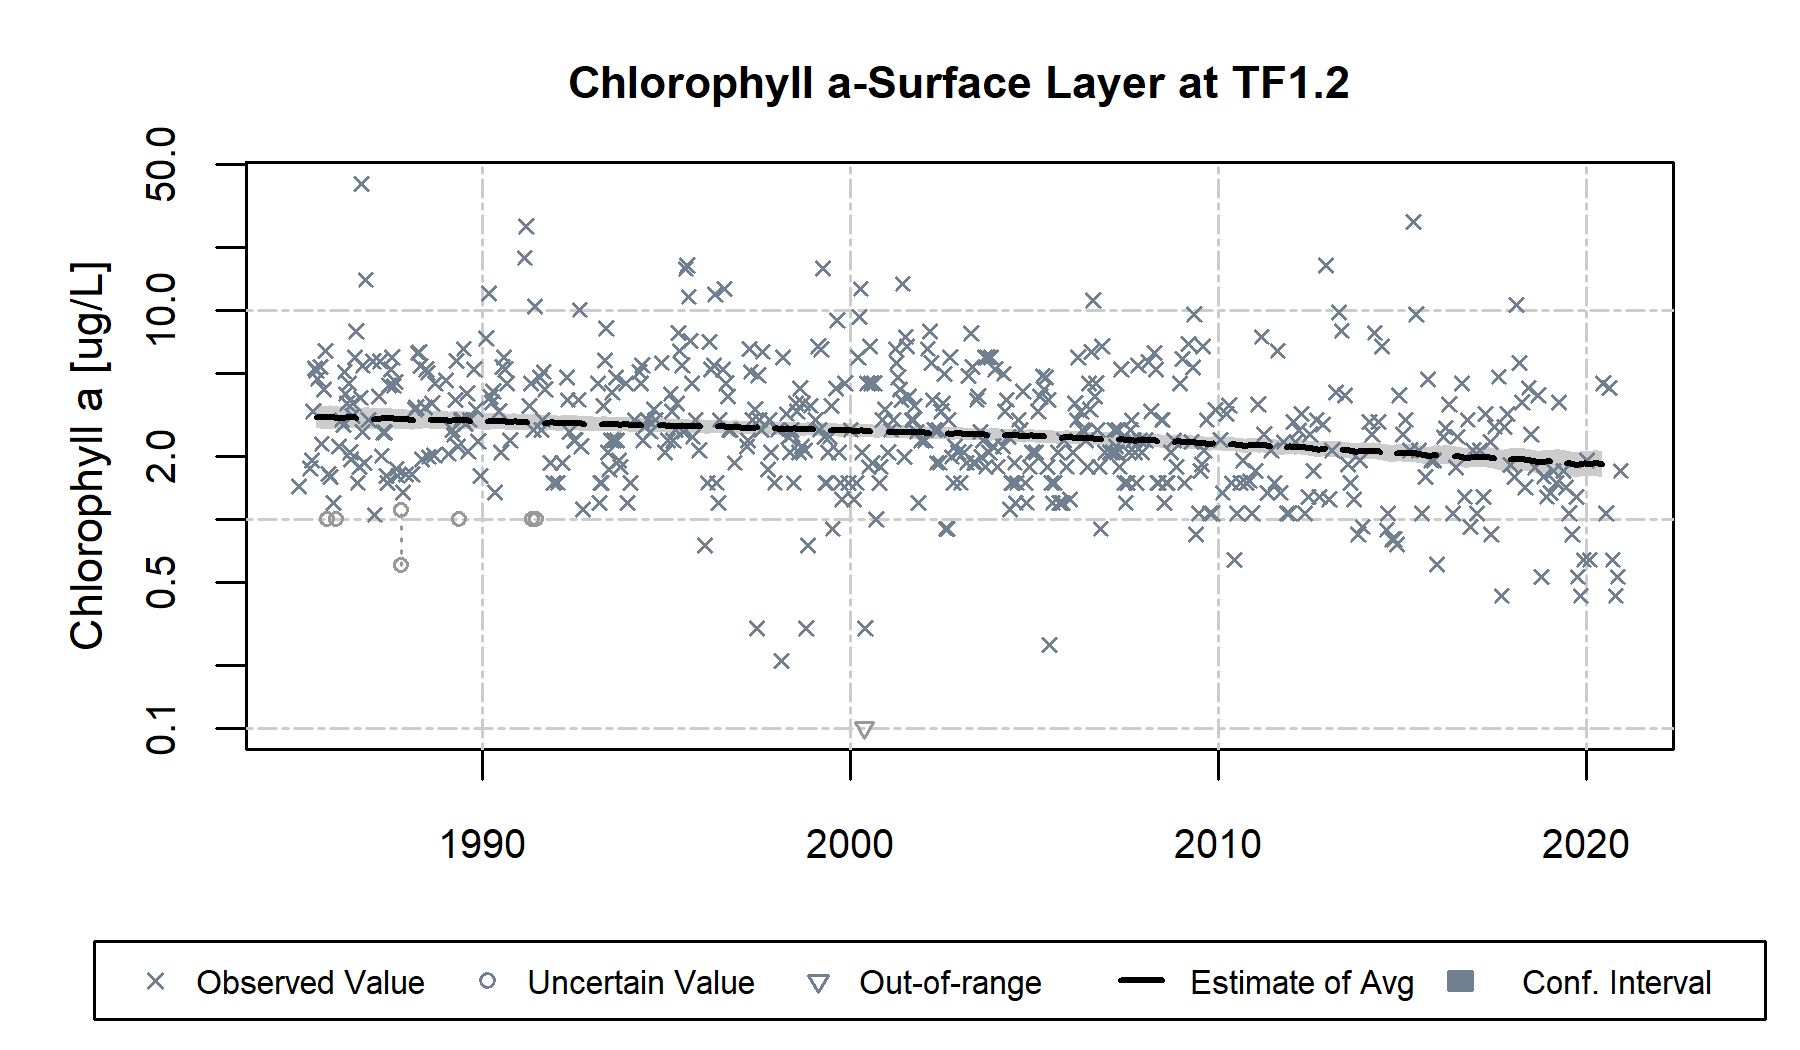 Chlorophyll a-Surface Layer at TF1.2
Chlorophyll a [ug/L]
50.0
10.0
2.0
0.5
0.1
1990 2000 2010 2020
Observed Value Uncertain Value Out-of-range Estimate of Avg Conf. Interval